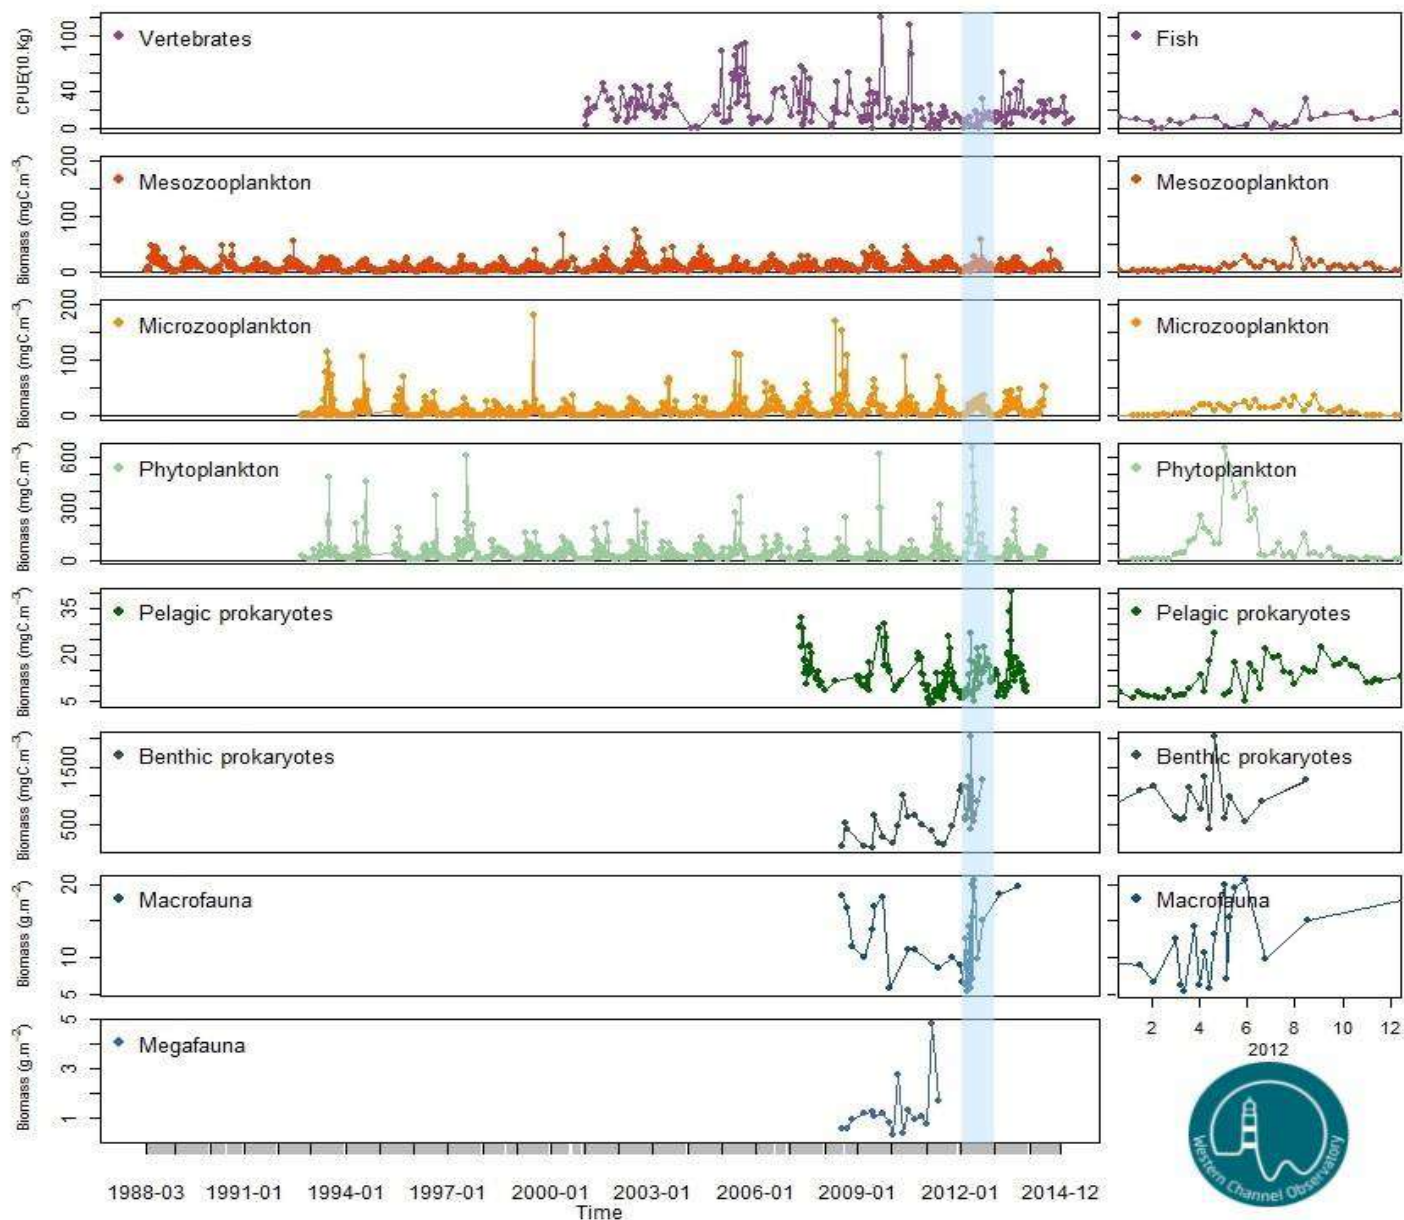 CPUE(10.Kg)
100
40
0
Vertebrates
Fish
Biomass (mgC.m⁻³)
200
100
0
Mesozooplankton
Mesozooplankton
Biomass (mgC.m⁻³)
200
100
0
Microzooplankton
Microzooplankton
Biomass (mgC.m⁻³)
600
300
0
Phytoplankton
Phytoplankton
Biomass (mgC.m⁻³)
35
20
5
Pelagic prokaryotes
Pelagic prokaryotes
Biomass (mgC.m⁻³)
1500
500
Benthic prokaryotes
Benthic prokaryotes
Biomass (g.m⁻²)
20
10
5
Macrofauna
Macrofauna
2 4 6 8 10 12
2012
Biomass (g.m⁻²)
5
3
1
Megafauna
1988-03 1991-01 1994-01 1997-01 2000-01 2003-01 2006-01 2009-01 2012-01 2014-12
Time
Western Channel Observatory